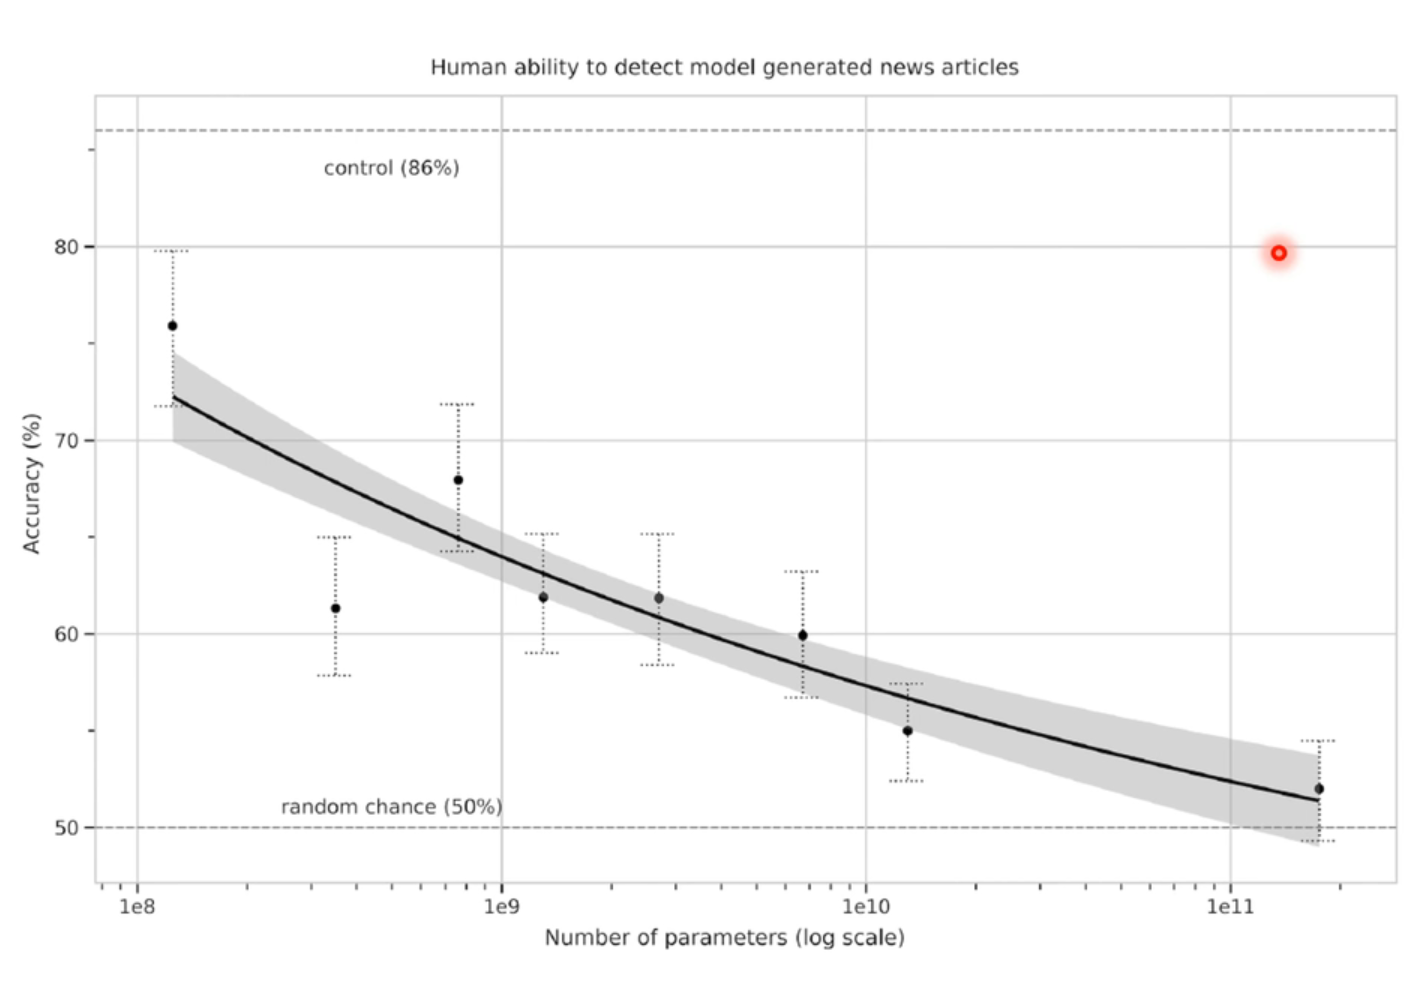 Human ability to detect model generated news articles
control (86%)
80
70
60
random chance (50%)
50
Accuracy (%)
1e8 1e9 1e10 1e11
Number of parameters (log scale)